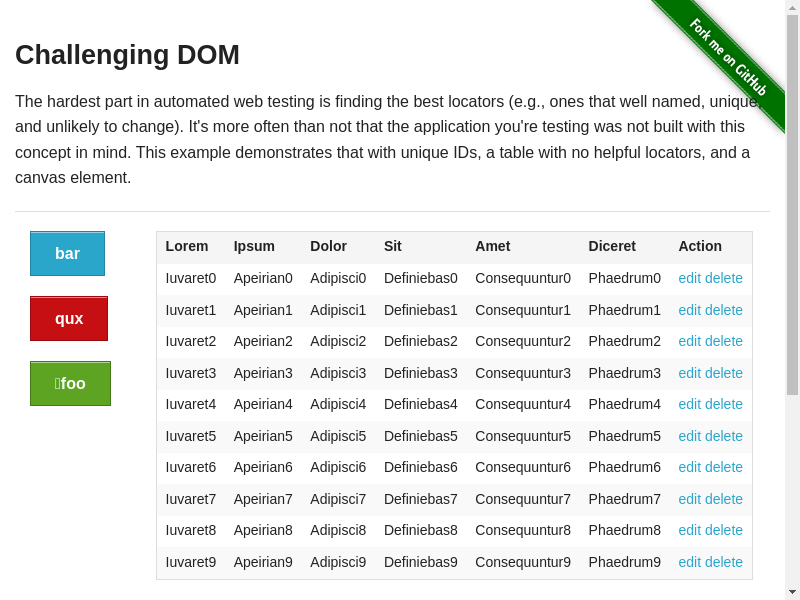 Fork me on GitHub
Challenging DOM
The hardest part in automated web testing is finding the best locators (e.g., ones that well named, unique,
and unlikely to change). It's more often than not that the application you're testing was not built with this
concept in mind. This example demonstrates that with unique IDs, a table with no helpful locators, and a
canvas element.
bar
qux
foo
Lorem Ipsum Dolor Sit Amet Diceret Action
Iuvaret0 Apeirian0 Adipisci0 Definiebas0 Consequuntur0 Phaedrum0 edit delete
Iuvaret1 Apeirian1 Adipisci1 Definiebas1 Consequuntur1 Phaedrum1 edit delete
Iuvaret2 Apeirian2 Adipisci2 Definiebas2 Consequuntur2 Phaedrum2 edit delete
Iuvaret3 Apeirian3 Adipisci3 Definiebas3 Consequuntur3 Phaedrum3 edit delete
Iuvaret4 Apeirian4 Adipisci4 Definiebas4 Consequuntur4 Phaedrum4 edit delete
Iuvaret5 Apeirian5 Adipisci5 Definiebas5 Consequuntur5 Phaedrum5 edit delete
Iuvaret6 Apeirian6 Adipisci6 Definiebas6 Consequuntur6 Phaedrum6 edit delete
Iuvaret7 Apeirian7 Adipisci7 Definiebas7 Consequuntur7 Phaedrum7 edit delete
Iuvaret8 Apeirian8 Adipisci8 Definiebas8 Consequuntur8 Phaedrum8 edit delete
Iuvaret9 Apeirian9 Adipisci9 Definiebas9 Consequuntur9 Phaedrum9 edit delete